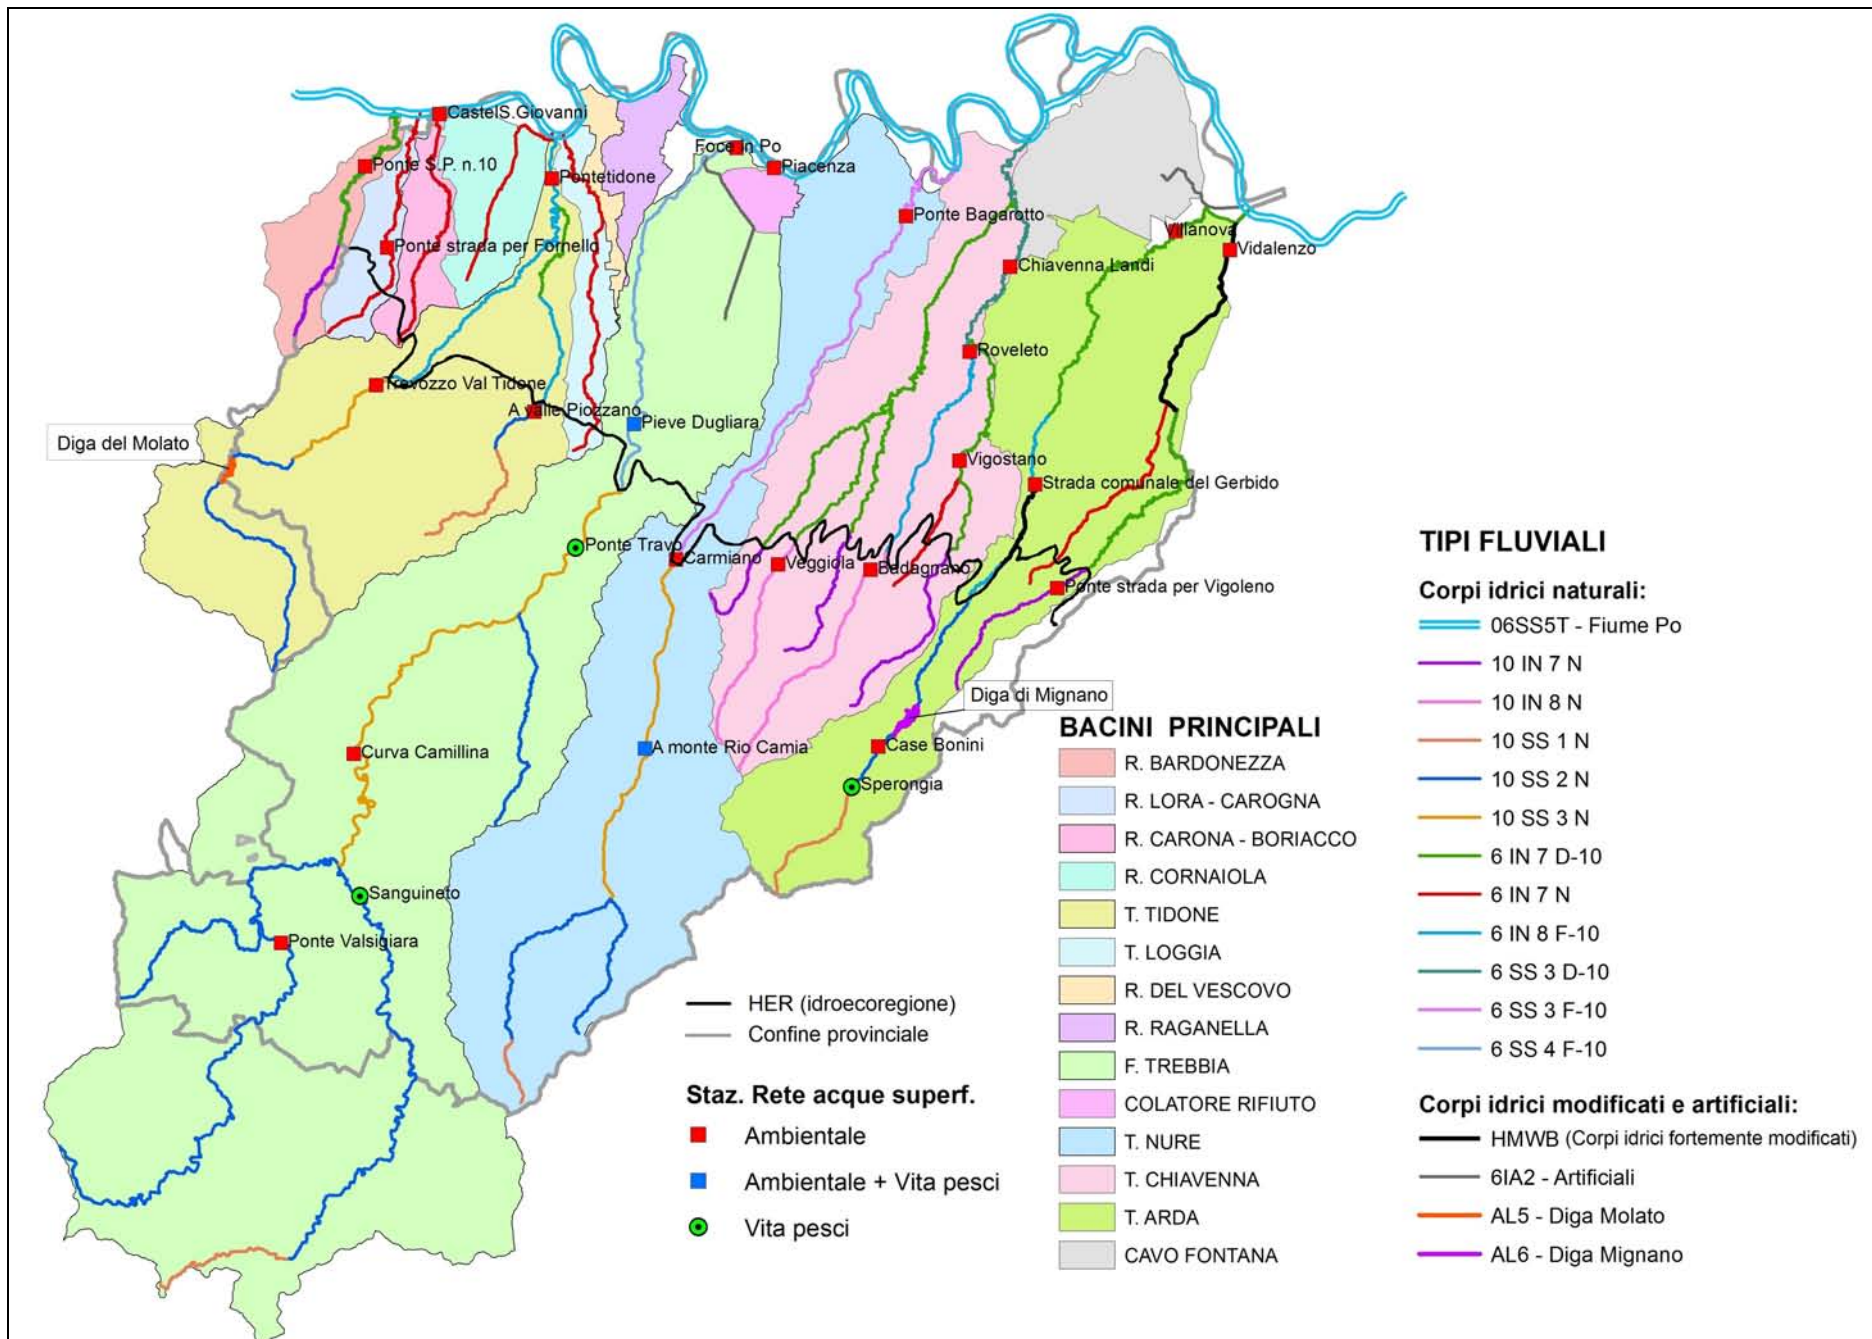 CastelS.Giovanni
Foce in Po
Ponte S.P. n.10
Pontetidone
Piacenza
Ponte Bagarotto
Villanova
Ponte strada per Fornello
Vidalenzo
Chiavenna Landi
Roveleto
Trevozzo Val Tidone
A valle Piozzano
Pieve Dugliara
Diga del Molato
Vigostano
Strada comunale del Gerbido
Ponte Travo
Carmiano
Veggiola
Badagnano
Ponte strada per Vigoleno
Diga di Mignano
Curva Camillina
A monte Rio Camia
Case Bonini
Sperongia
Sanguineto
Ponte Valsigiara
HER (idroecoregione)
Confine provinciale
Staz. Rete acque superf.
Ambientale
Ambientale + Vita pesci
Vita pesci
BACINI PRINCIPALI
R. BARDONEZZA
R. LORA - CAROGNA
R. CARONA - BORIACCO
R. CORNAIOLA
T. TIDONE
T. LOGGIA
R. DEL VESCOVO
R. RAGANELLA
F. TREBBIA
COLATORE RIFIUTO
T. NURE
T. CHIAVENNA
T. ARDA
CAVO FONTANA
TIPI FLUVIALI
Corpi idrici naturali:
06SS5T - Fiume Po
10 IN 7 N
10 IN 8 N
10 SS 1 N
10 SS 2 N
10 SS 3 N
6 IN 7 D-10
6 IN 7 N
6 IN 8 F-10
6 SS 3 D-10
6 SS 3 F-10
6 SS 4 F-10
Corpi idrici modificati e artificiali:
HMWB (Corpi idrici fortemente modificati)
6IA2 - Artificiali
AL5 - Diga Molato
AL6 - Diga Mignano